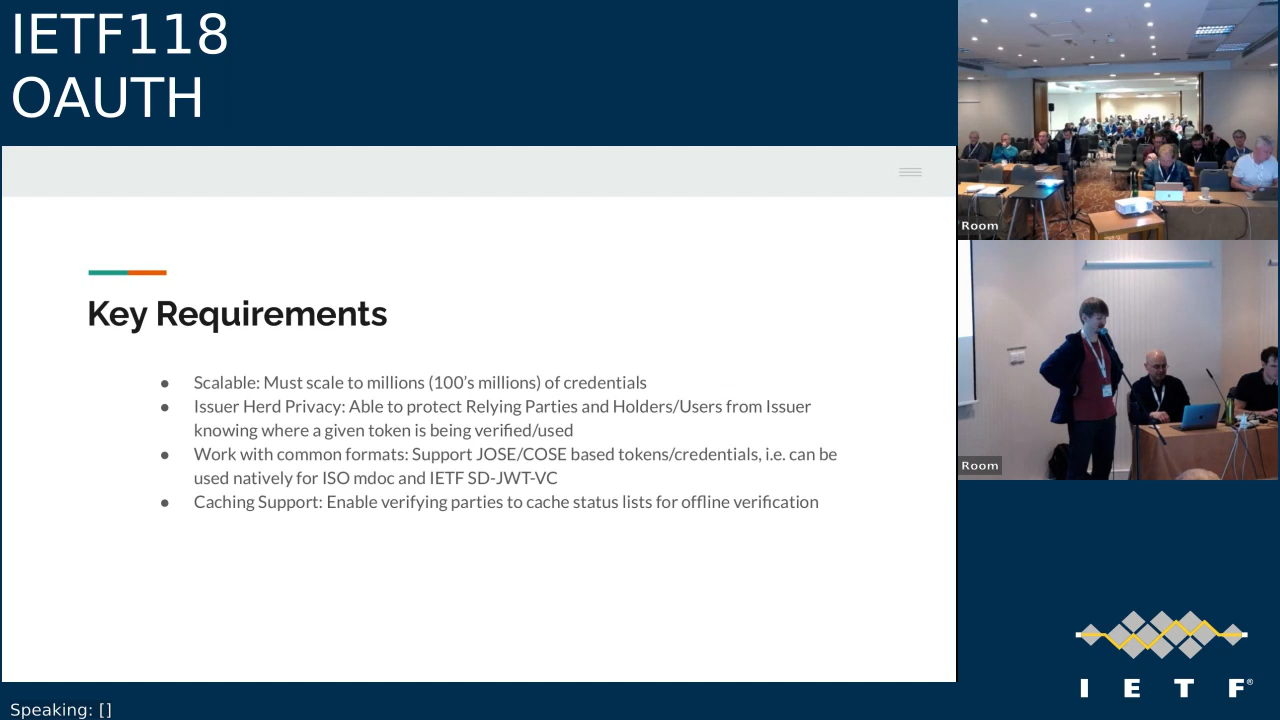 IETF118
OAUTH
Key Requirements
● Scalable: Must scale to millions (100's millions) of credentials
● Issuer Herd Privacy: Able to protect Relying Parties and Holders/Users from Issuer
knowing where a given token is being verified/used
● Work with common formats: Support JOSE/COSE based tokens/credentials, i.e. can be
used natively for ISO mdoc and IETF SD-JWT-VC
● Caching Support: Enable verifying parties to cache status lists for offline verification
Room
Room
I E T F®
Speaking: []